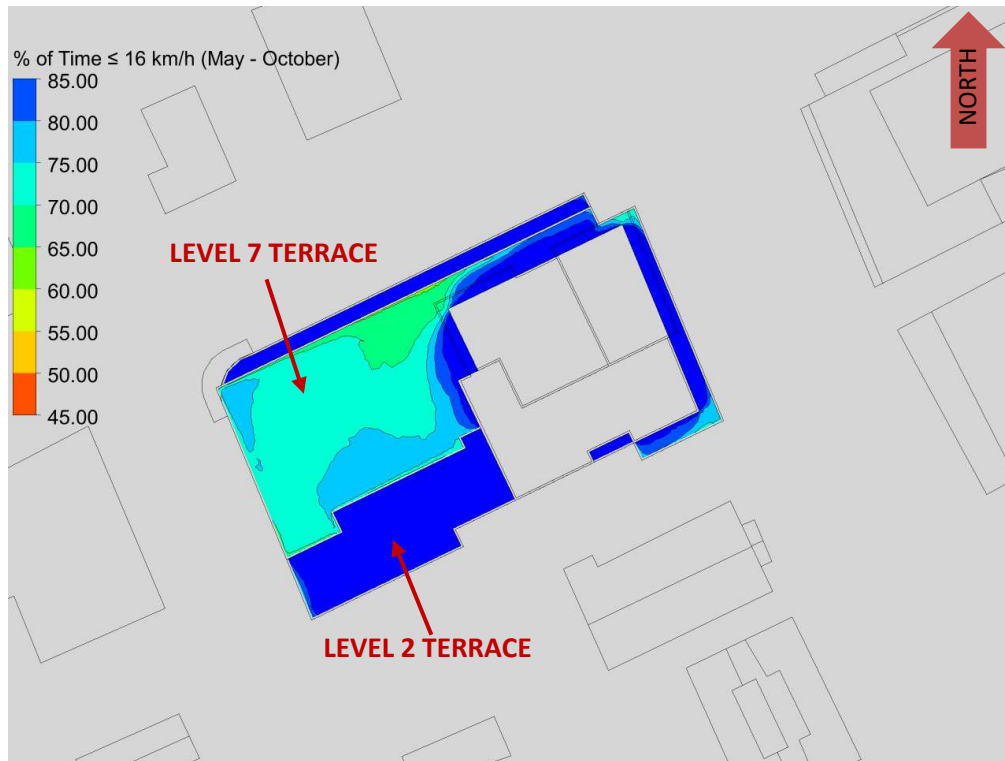 % of Time ≤ 16 km/h (May - October)
85.00
80.00
75.00
70.00
65.00
60.00
55.00
50.00
45.00
NORTH
LEVEL 7 TERRACE
LEVEL 2 TERRACE